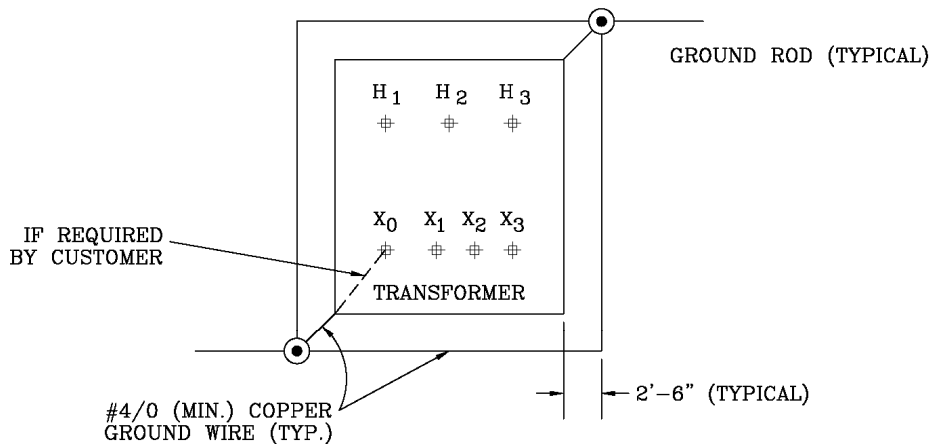 GROUND ROD (TYPICAL)
H1 H2 H3
X0 X1 X2 X3
IF REQUIRED
BY CUSTOMER
TRANSFORMER
2'-6" (TYPICAL)
#4/0 (MIN.) COPPER
GROUND WIRE (TYP.)